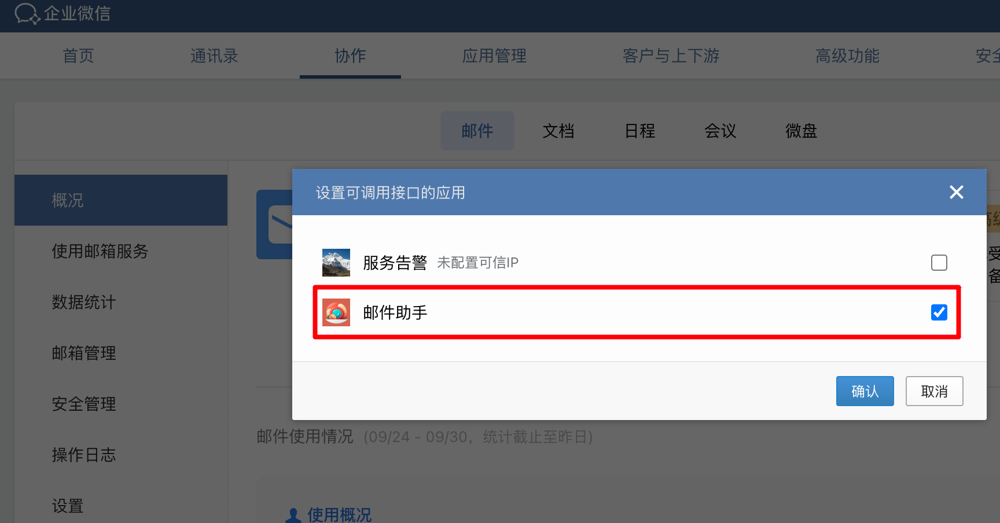 企业微信
首页 通讯录 协作 应用管理 客户与上下游 高级功能 安全
邮件 文档 日程 会议 微盘
概况
使用邮箱服务
数据统计
邮箱管理
安全管理
操作日志
设置
设置可调用接口的应用
服务告警 未配置可信IP
邮件助手
确认 取消
邮件使用情况 (09/24 - 09/30，统计截止至昨日)
使用概况